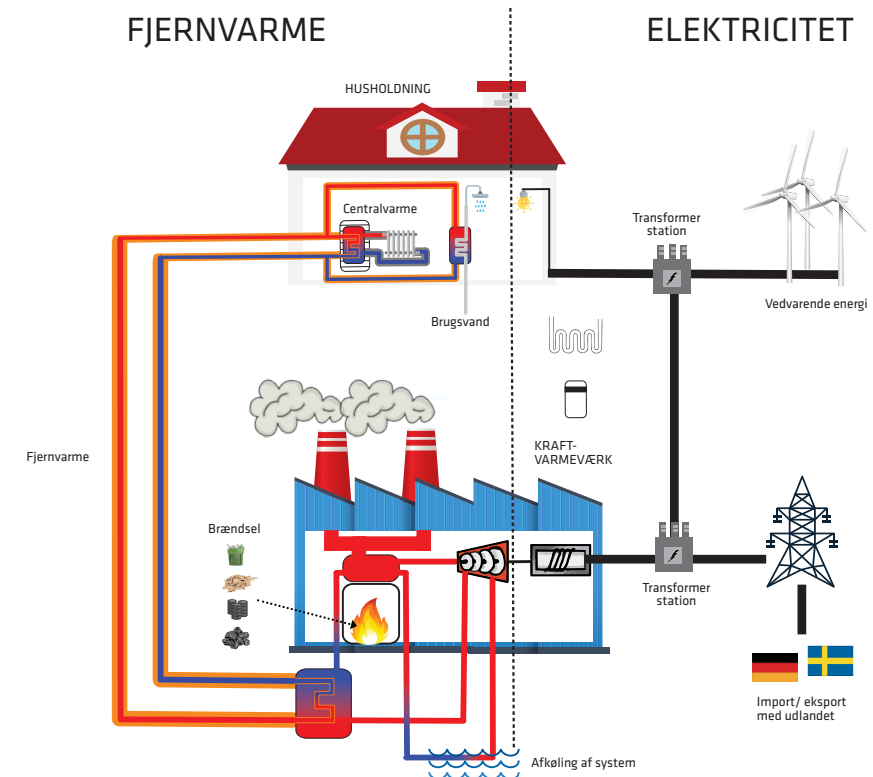 FJERNVARME
ELEKTRICITET
HUSHOLDNING
Centralvarme
Transformer
station
Vedvarende energi
Brugsvand
KRAFT-
VARMEVÆRK
Fjernvarme
Brændsel
Transformer
station
Import/ eksport
med udlandet
Afkøling af system